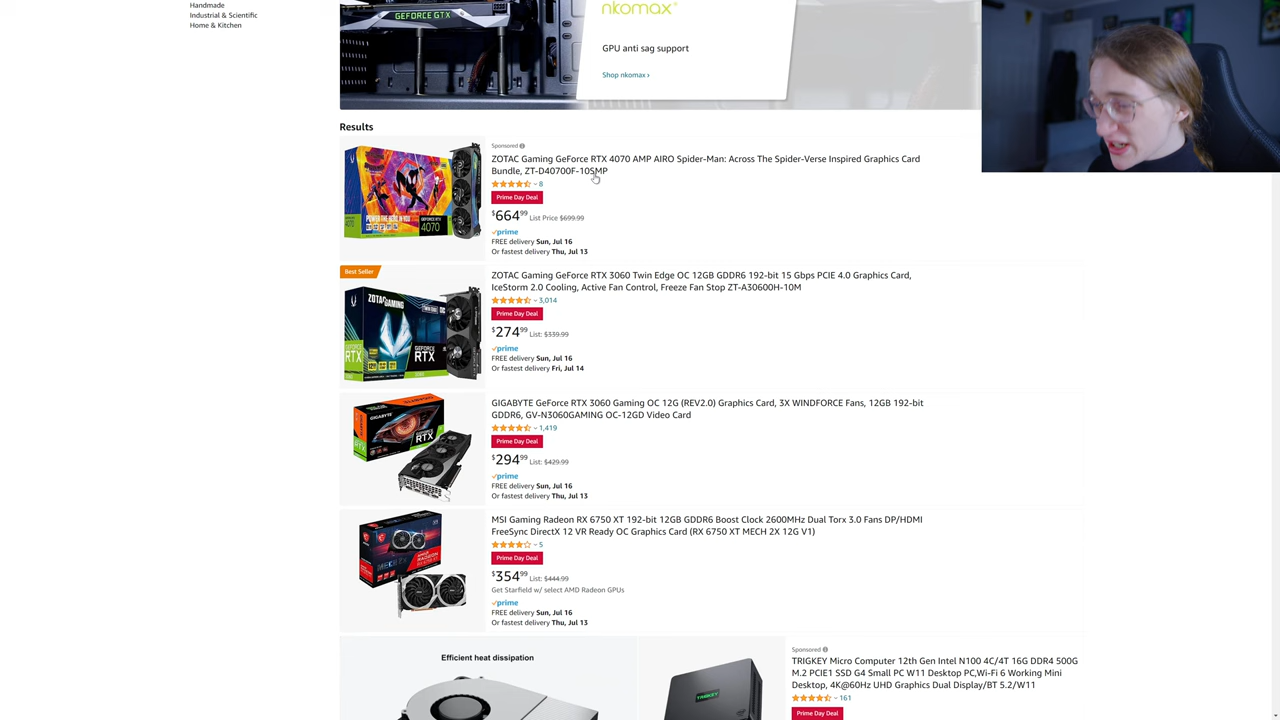 Handmade
Industrial & Scientific
Home & Kitchen
GEFORCE GTX
nkomax
GPU anti sag support
Shop nkomax ›
Results
Sponsored
ZOTAC Gaming GeForce RTX 4070 AMP AIRO Spider-Man: Across The Spider-Verse Inspired Graphics Card
Bundle, ZT-D40700F-10SMP
8
Prime Day Deal
$664.99 List Price $699.99
prime
FREE delivery Sun, Jul 16
Or fastest delivery Thu, Jul 13
Best Seller
ZOTAC Gaming GeForce RTX 3060 Twin Edge OC 12GB GDDR6 192-bit 15 Gbps PCIE 4.0 Graphics Card,
IceStorm 2.0 Cooling, Active Fan Control, Freeze Fan Stop ZT-A30600H-10M
3,014
Prime Day Deal
$274.99 List: $339.99
prime
FREE delivery Sun, Jul 16
Or fastest delivery Fri, Jul 14
ZOTAC GAMING
GEFORCE RTX
GIGABYTE GeForce RTX 3060 Gaming OC 12G (REV2.0) Graphics Card, 3X WINDFORCE Fans, 12GB 192-bit
GDDR6, GV-N3060GAMING OC-12GD Video Card
1,419
Prime Day Deal
$294.99 List: $429.99
prime
FREE delivery Sun, Jul 16
Or fastest delivery Thu, Jul 13
MSI Gaming Radeon RX 6750 XT 192-bit 12GB GDDR6 Boost Clock 2600MHz Dual Torx 3.0 Fans DP/HDMI
FreeSync DirectX 12 VR Ready OC Graphics Card (RX 6750 XT MECH 2X 12G V1)
5
Prime Day Deal
$354.99 List: $444.99
Get Starfield w/ select AMD Radeon GPUs
prime
FREE delivery Sun, Jul 16
Or fastest delivery Thu, Jul 13
Efficient heat dissipation
TRIGKEY
Sponsored
TRIGKEY Micro Computer 12th Gen Intel N100 4C/4T 16G DDR4 500G
M.2 PCIE1 SSD G4 Small PC W11 Desktop PC,Wi-Fi 6 Working Mini
Desktop, 4K@60Hz UHD Graphics Dual Display/BT 5.2/W11
161
Prime Day Deal